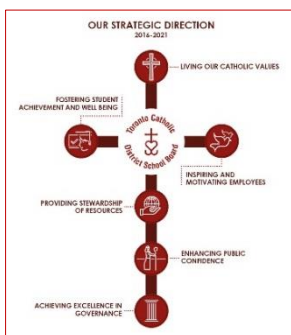 OUR STRATEGIC DIRECTION
2016-2021
LIVING OUR CATHOLIC VALUES
FOSTERING STUDENT
ACHIEVEMENT AND WELL BEING
Toronto Catholic
District School Board
INSPIRING AND
MOTIVATING EMPLOYEES
PROVIDING STEWARDSHIP
OF RESOURCES
ENHANCING PUBLIC
CONFIDENCE
ACHIEVING EXCELLENCE IN
GOVERNANCE